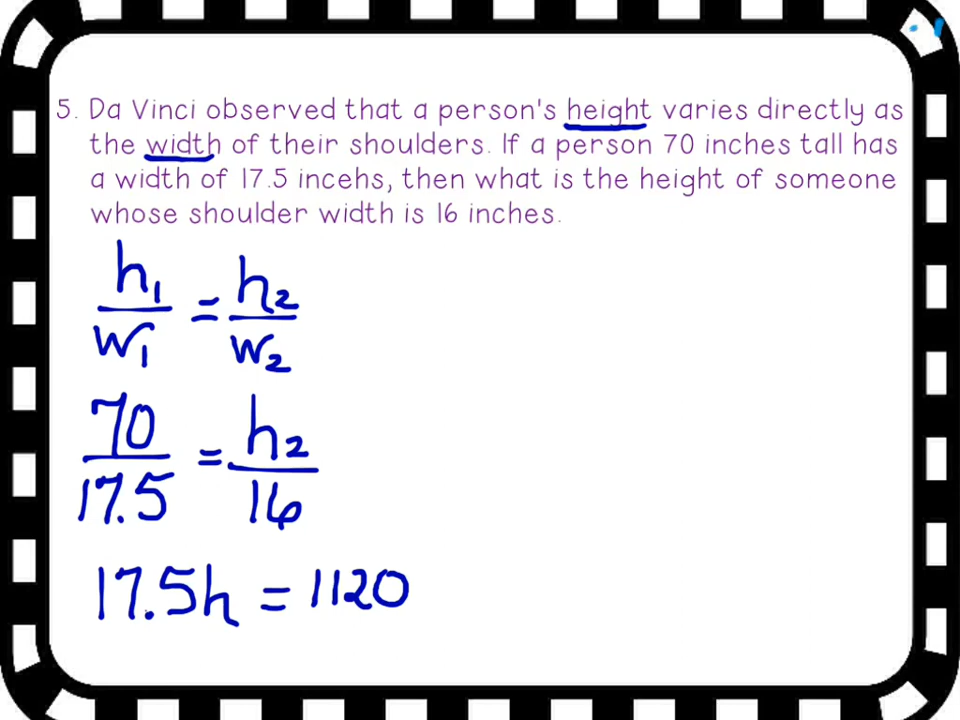 5. Da Vinci observed that a person's height varies directly as
the width of their shoulders. If a person 70 inches tall has
a width of 17.5 incehs, then what is the height of someone
whose shoulder width is 16 inches.
h₁/w₁ = h₂/w₂
70/17.5 = h₂/16
17.5h = 1120